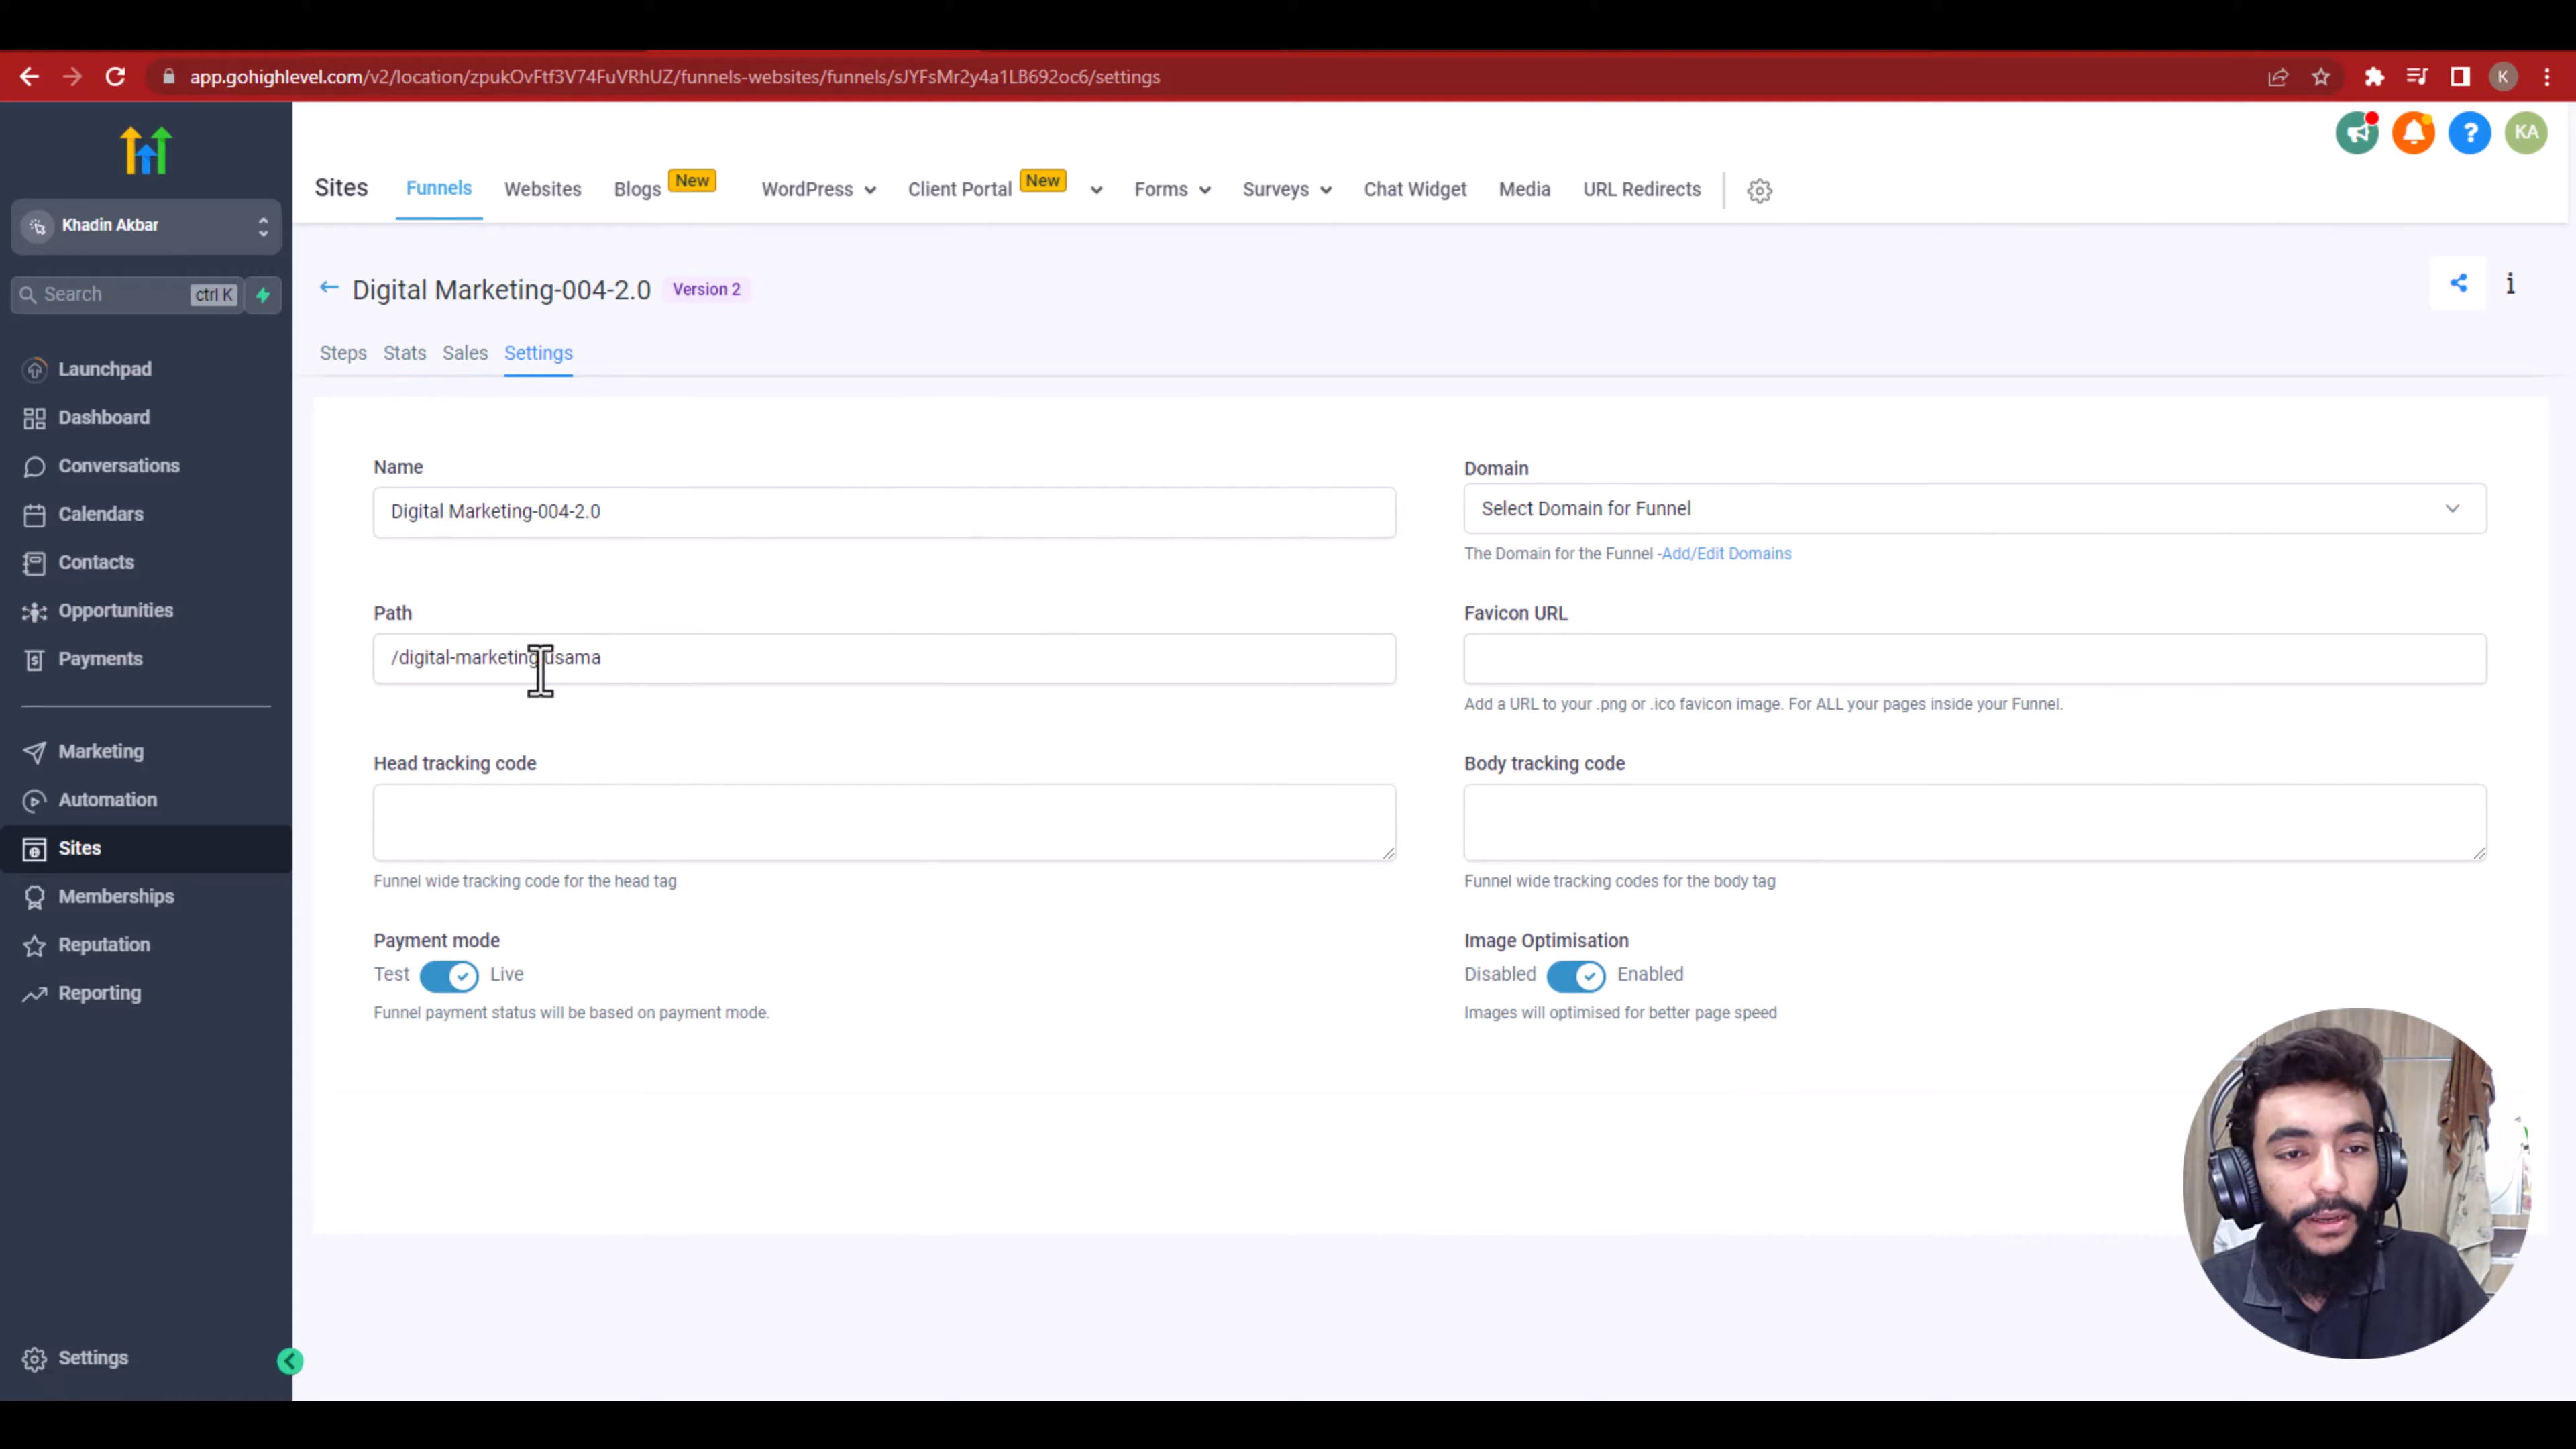 app.gohighlevel.com/v2/location/zpukOvFtf3V74FuVRhUZ/funnels-websites/funnels/sJYFsMr2y4a1LB692oc6/settings
K
KA
Sites Funnels Websites Blogs New WordPress Client Portal New Forms Surveys Chat Widget Media URL Redirects
Khadin Akbar
Search ctrl K
Launchpad
Dashboard
Conversations
Calendars
Contacts
Opportunities
Payments
Marketing
Automation
Sites
Memberships
Reputation
Reporting
Settings
Digital Marketing-004-2.0 Version 2
Steps Stats Sales Settings
Name
Digital Marketing-004-2.0
Domain
Select Domain for Funnel
The Domain for the Funnel -Add/Edit Domains
Path
/digital-marketing-usama
Favicon URL
Add a URL to your .png or .ico favicon image. For ALL your pages inside your Funnel.
Head tracking code
Funnel wide tracking code for the head tag
Body tracking code
Funnel wide tracking codes for the body tag
Payment mode
Test Live
Funnel payment status will be based on payment mode.
Image Optimisation
Disabled Enabled
Images will optimised for better page speed